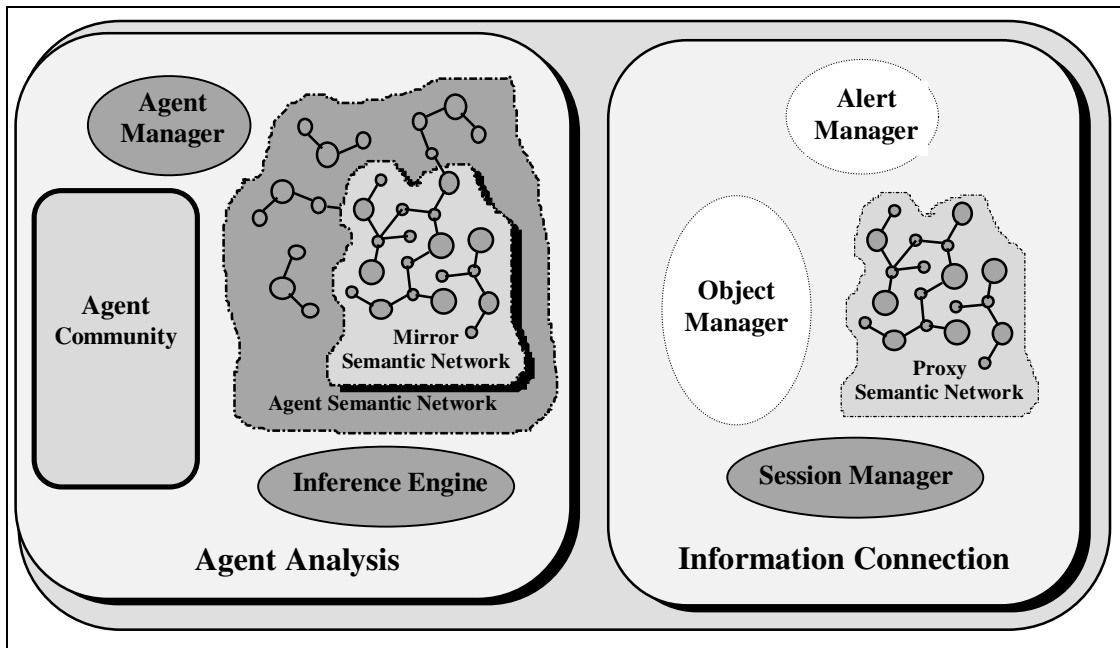 Agent
Manager
Agent
Community
Mirror
Semantic Network
Agent Semantic Network
Inference Engine
Agent Analysis
Alert
Manager
Object
Manager
Proxy
Semantic Network
Session Manager
Information Connection